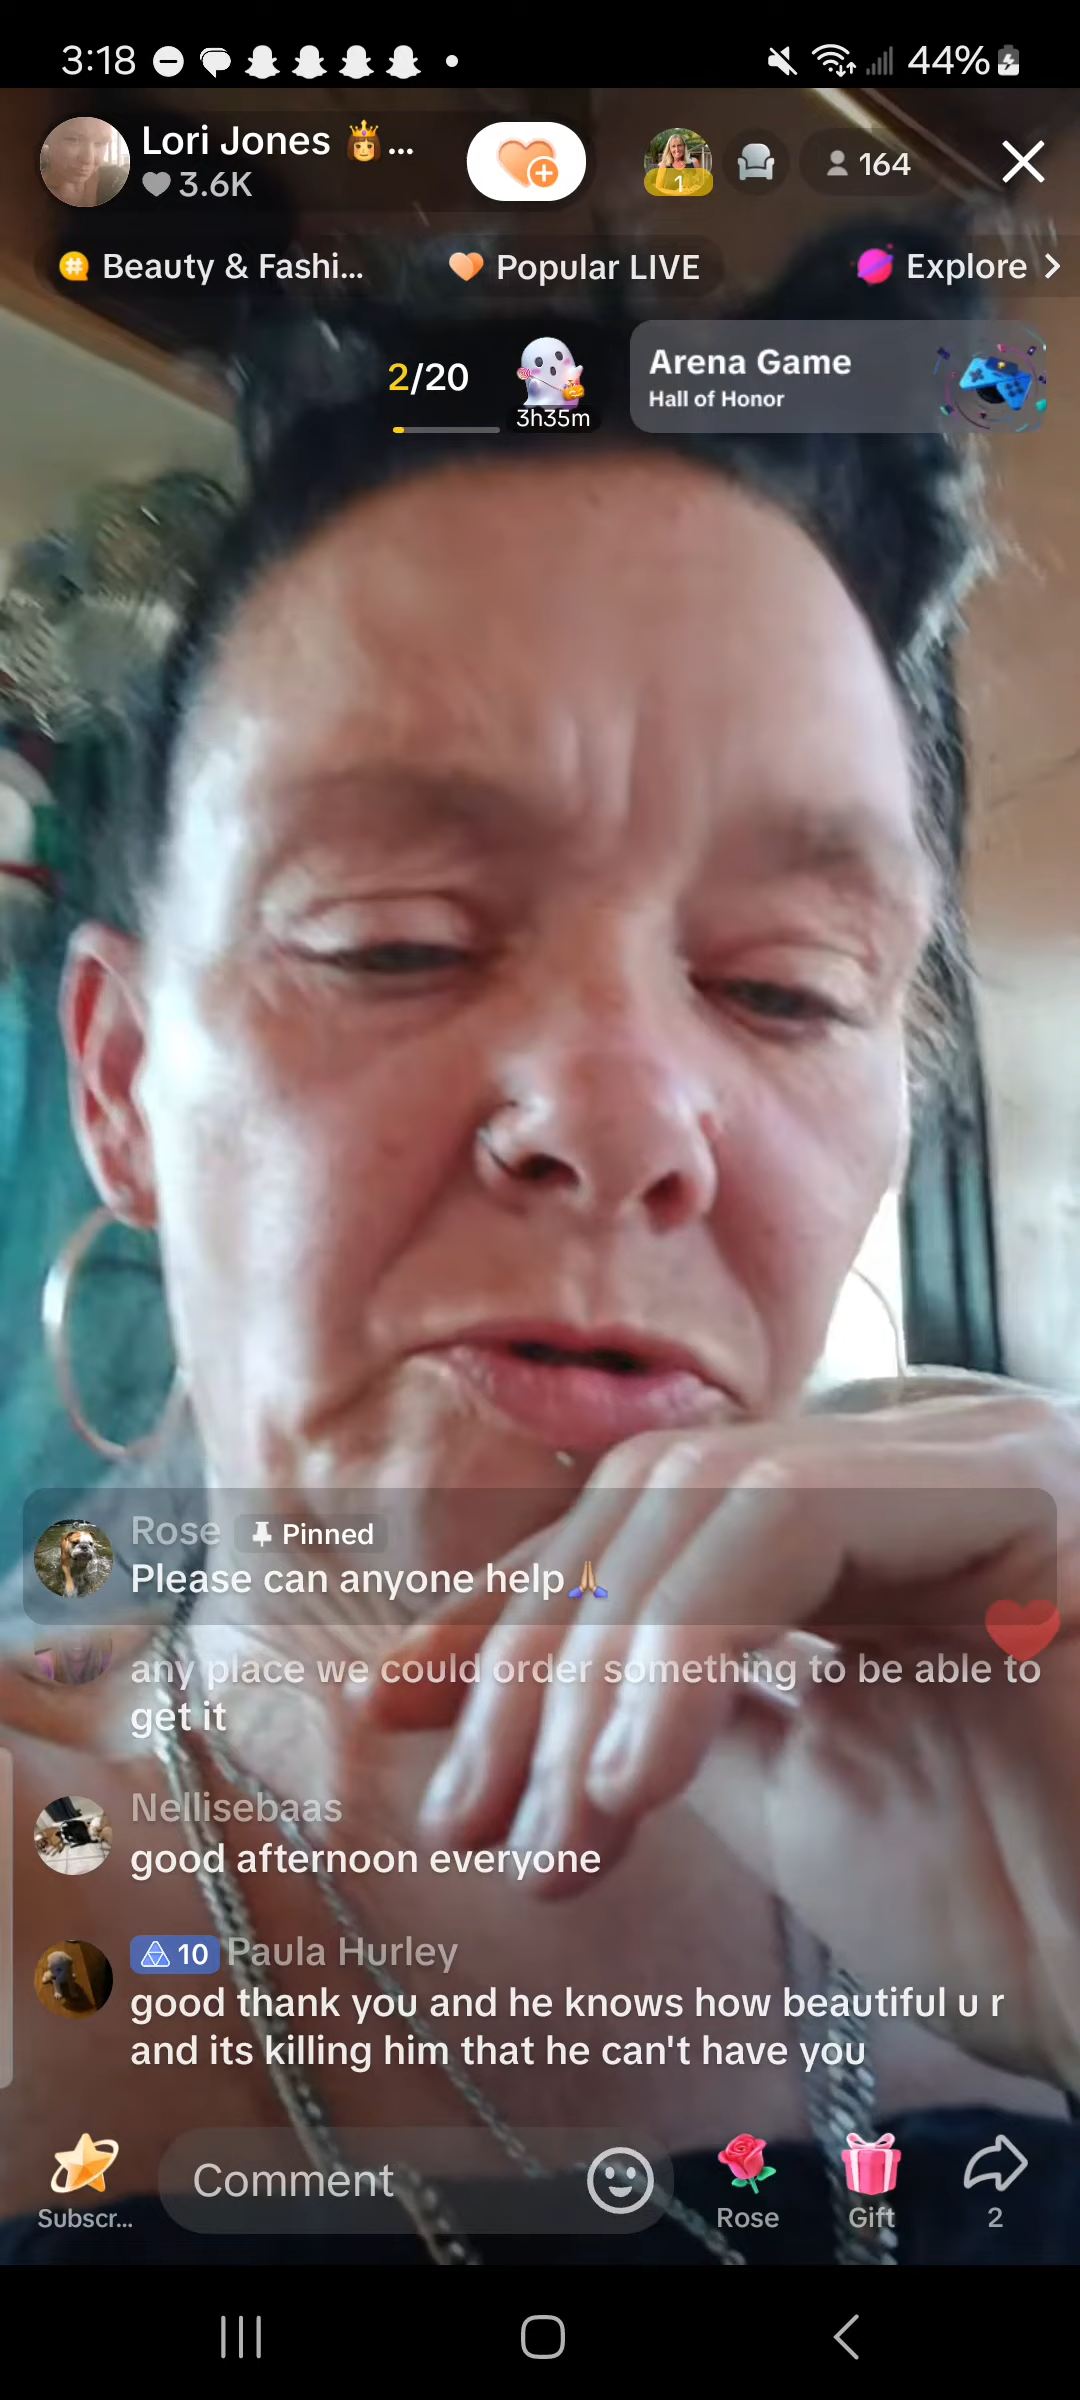 3:18 44%
Lori Jones 👸...
3.6K
1
164
Beauty & Fashi...
Popular LIVE
Explore
2/20
3h35m
Arena Game
Hall of Honor
Rose Pinned
Please can anyone help🙏
any place we could order something to be able to
get it
Nellisebaas
good afternoon everyone
10 Paula Hurley
good thank you and he knows how beautiful u r
and its killing him that he can't have you
Subscr...
Comment
Rose
Gift
2